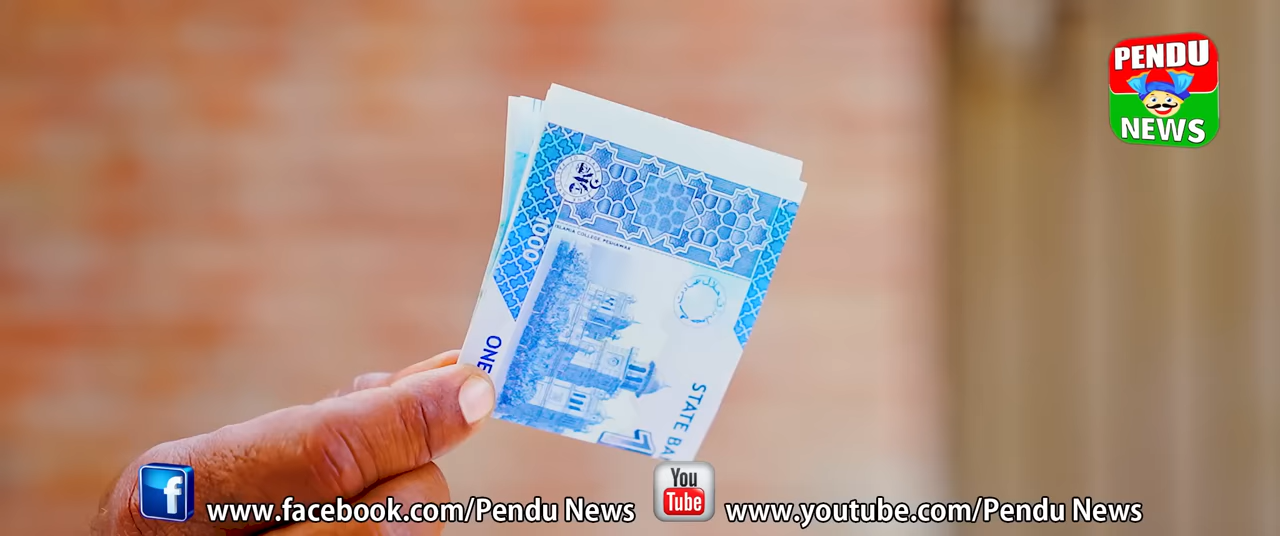 PENDU
NEWS
1000
ISLAMIA COLLEGE PESHAWAR
ONE
STATE BA
1
www.facebook.com/Pendu News
You
Tube
www.youtube.com/Pendu News